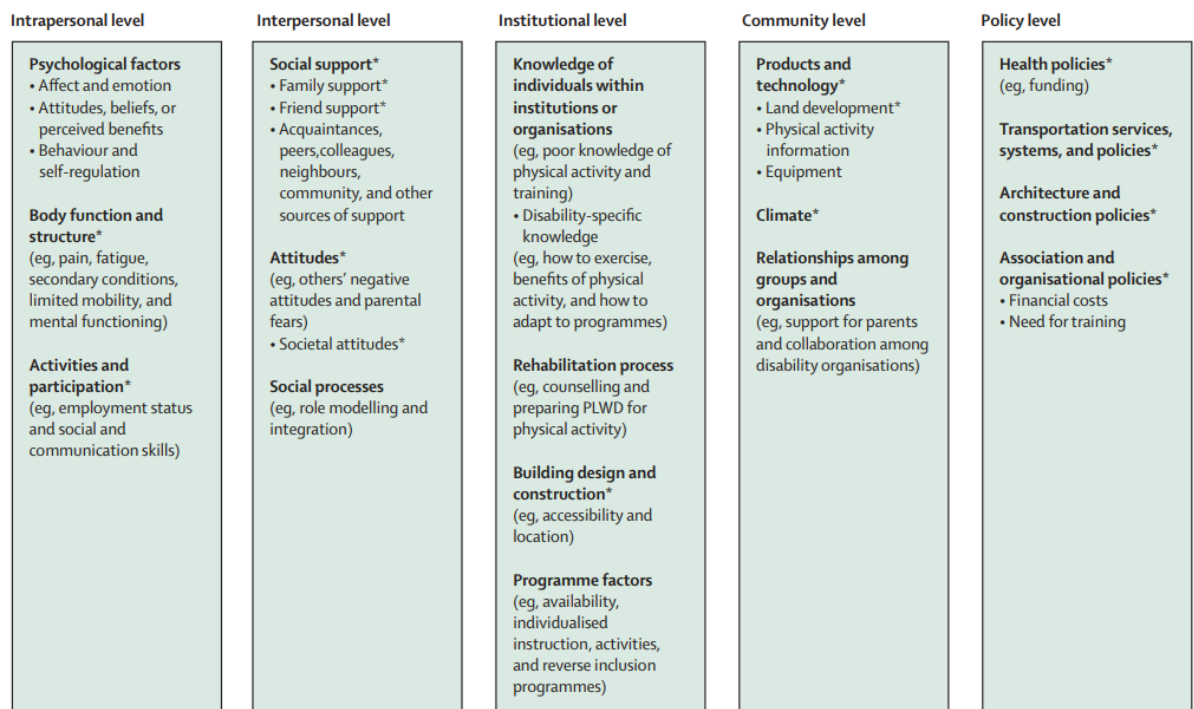 Intrapersonal level
Psychological factors
• Affect and emotion
• Attitudes, beliefs, or
perceived benefits
• Behaviour and
self-regulation
Body function and
structure*
(eg, pain, fatigue,
secondary conditions,
limited mobility, and
mental functioning)
Activities and
participation*
(eg, employment status
and social and
communication skills)
Interpersonal level
Social support*
• Family support*
• Friend support*
• Acquaintances,
peers,colleagues,
neighbours,
community, and other
sources of support
Attitudes*
(eg, others’ negative
attitudes and parental
fears)
• Societal attitudes*
Social processes
(eg, role modelling and
integration)
Institutional level
Knowledge of
individuals within
institutions or
organisations
(eg, poor knowledge of
physical activity and
training)
• Disability-specific
knowledge
(eg, how to exercise,
benefits of physical
activity, and how to
adapt to programmes)
Rehabilitation process
(eg, counselling and
preparing PLWD for
physical activity)
Building design and
construction*
(eg, accessibility and
location)
Programme factors
(eg, availability,
individualised
instruction, activities,
and reverse inclusion
programmes)
Community level
Products and
technology*
• Land development*
• Physical activity
information
• Equipment
Climate*
Relationships among
groups and
organisations
(eg, support for parents
and collaboration among
disability organisations)
Policy level
Health policies*
(eg, funding)
Transportation services,
systems, and policies*
Architecture and
construction policies*
Association and
organisational policies*
• Financial costs
• Need for training